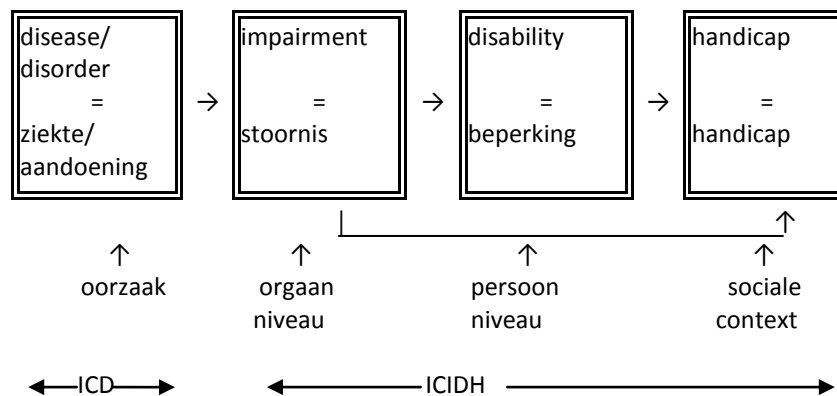 disease/
disorder
=
ziekte/
aandoening
→
impairment
=
stoornis
→
disability
=
beperking
→
handicap
=
handicap
↑
oorzaak
↑
orgaan
niveau
↑
persoon
niveau
↑
sociale
context
ICD
ICIDH